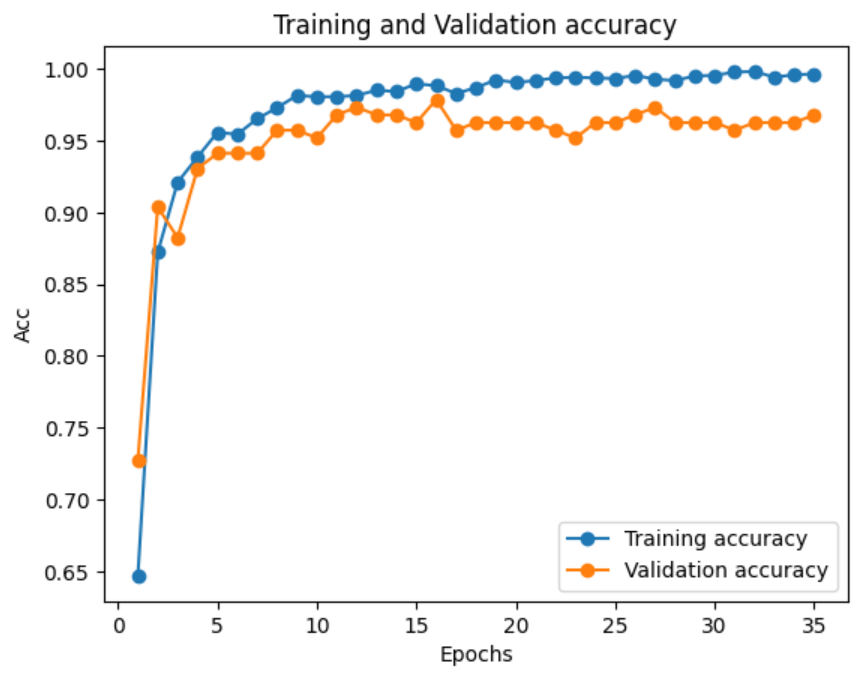 Training and Validation accuracy
Acc
1.00
0.95
0.90
0.85
0.80
0.75
0.70
0.65
Training accuracy
Validation accuracy
0 5 10 15 20 25 30 35
Epochs